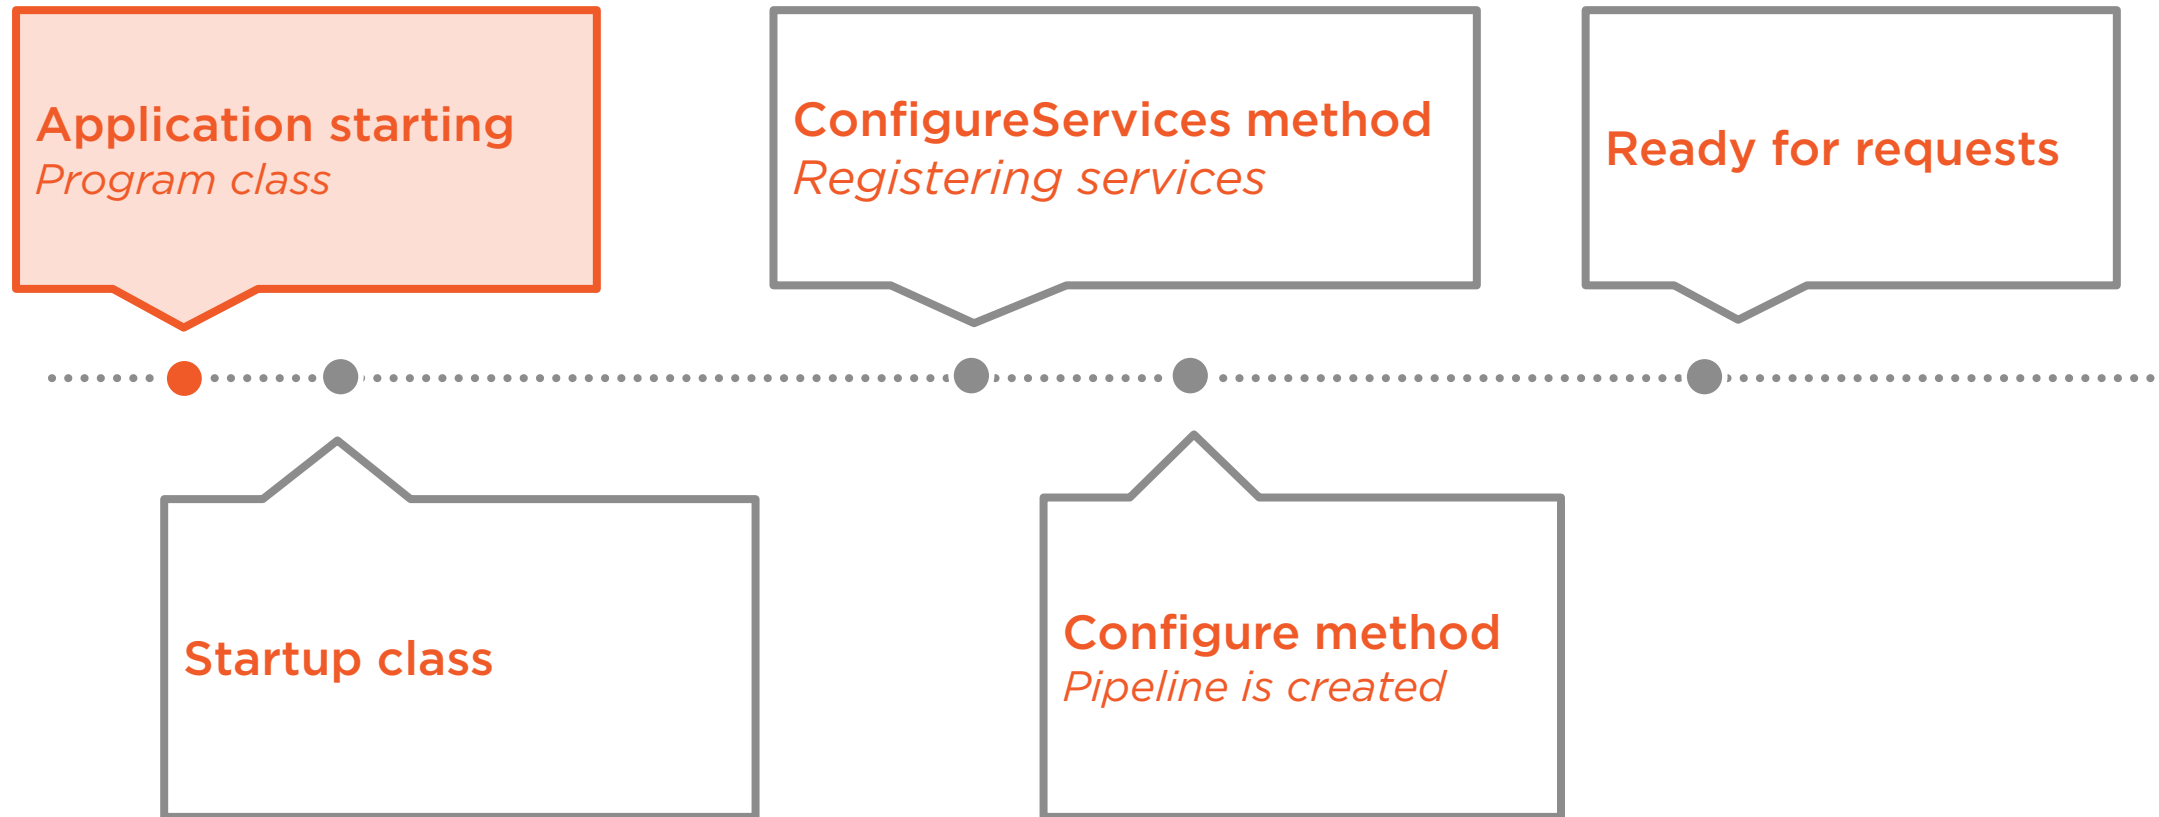 Application starting
Program class
Startup class
ConfigureServices method
Registering services
Configure method
Pipeline is created
Ready for requests